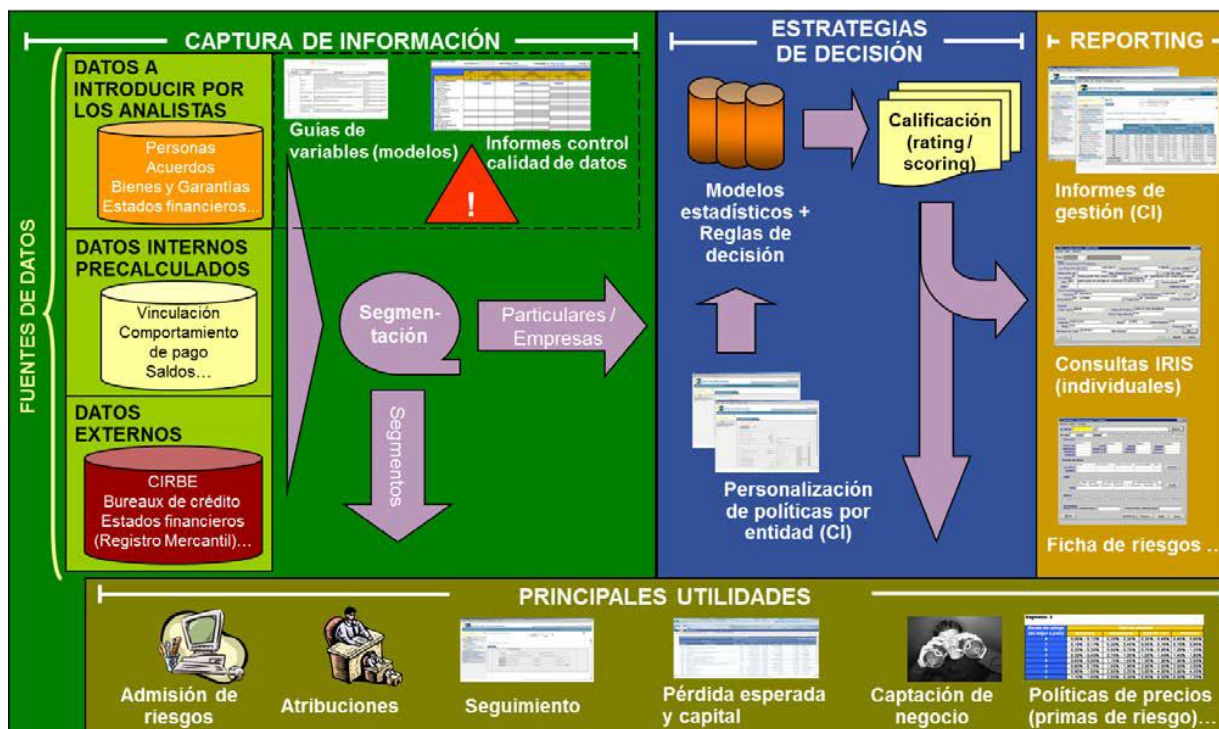 CAPTURA DE INFORMACIÓN
ESTRATEGIAS
DE DECISIÓN
REPORTING
FUENTES DE DATOS
DATOS A
INTRODUCIR POR
LOS ANALISTAS
Personas
Acuerdos
Bienes y Garantías
Estados financieros...
DATOS INTERNOS
PRECALCULADOS
Vinculación
Comportamiento
de pago
Saldos...
DATOS
EXTERNOS
CIRBE
Bureaux de crédito
Estados financieros
(Registro Mercantil)...
Guías de
variables (modelos)
Informes control
calidad de datos
!
Segmen-
tación
Particulares /
Empresas
Segmentos
Modelos
estadísticos +
Reglas de
decisión
Calificación
(rating /
scoring)
Personalización
de políticas por
entidad (CI)
Informes de
gestión (CI)
Consultas IRIS
(individuales)
Ficha de riesgos ...
PRINCIPALES UTILIDADES
Admisión de
riesgos
Atribuciones
Seguimiento
Pérdida esperada
y capital
Captación de
negocio
Políticas de precios
(primas de riesgo)...